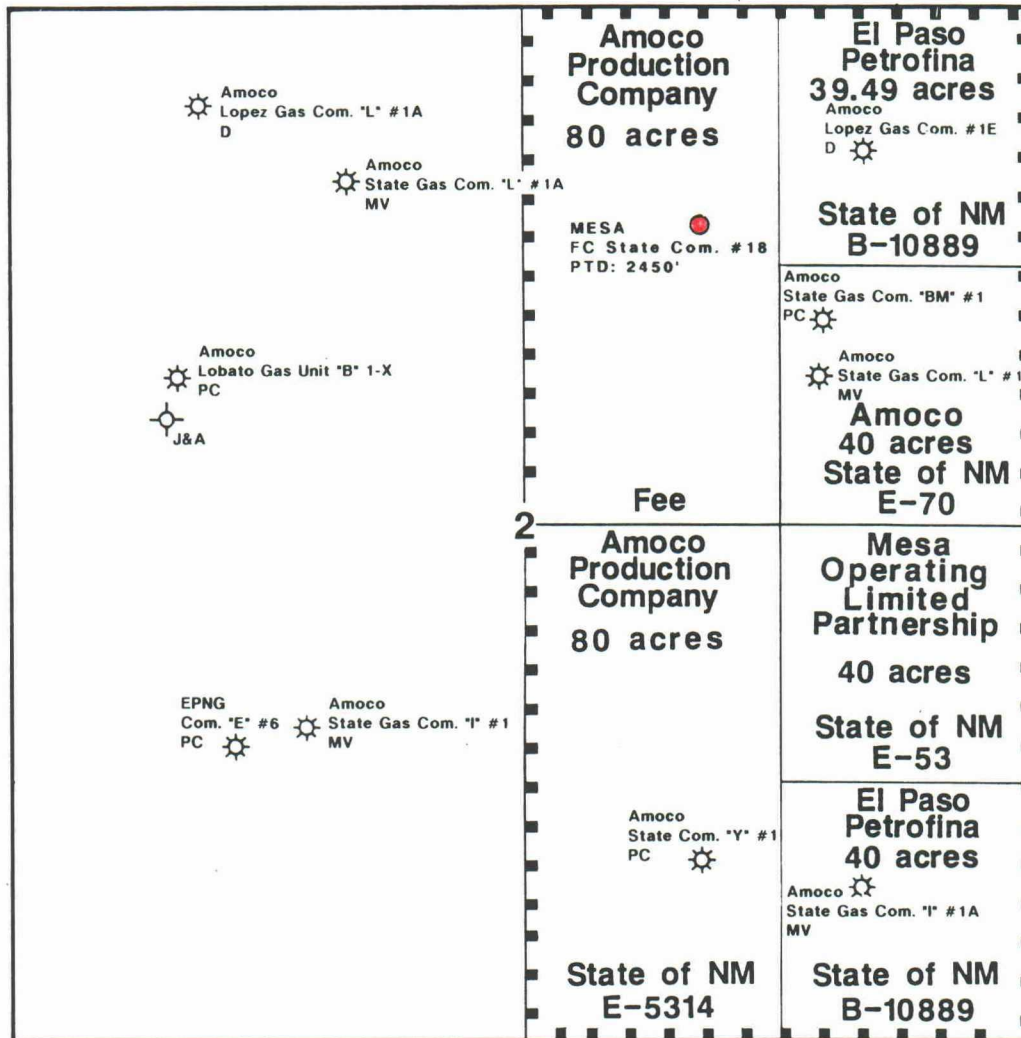 Amoco
Lopez Gas Com. "L" #1A
D
Amoco
State Gas Com. "L" #1A
MV
Amoco
Lobato Gas Unit "B" 1-X
PC
J&A
EPNG
Com. "E" #6
PC
Amoco
State Gas Com. "I" #1
MV
2
Amoco
Production
Company
80 acres
MESA
FC State Com. #18
PTD: 2450'
Fee
El Paso
Petrofina
39.49 acres
Amoco
Lopez Gas Com. #1E
D
State of NM
B-10889
Amoco
State Gas Com. "BM" #1
PC
Amoco
State Gas Com. "L" #1
MV
Amoco
40 acres
State of NM
E-70
Amoco
Production
Company
80 acres
Amoco
State Com. "Y" #1
PC
State of NM
E-5314
Mesa
Operating
Limited
Partnership
40 acres
State of NM
E-53
El Paso
Petrofina
40 acres
Amoco
State Gas Com. "I" #1A
MV
State of NM
B-10889